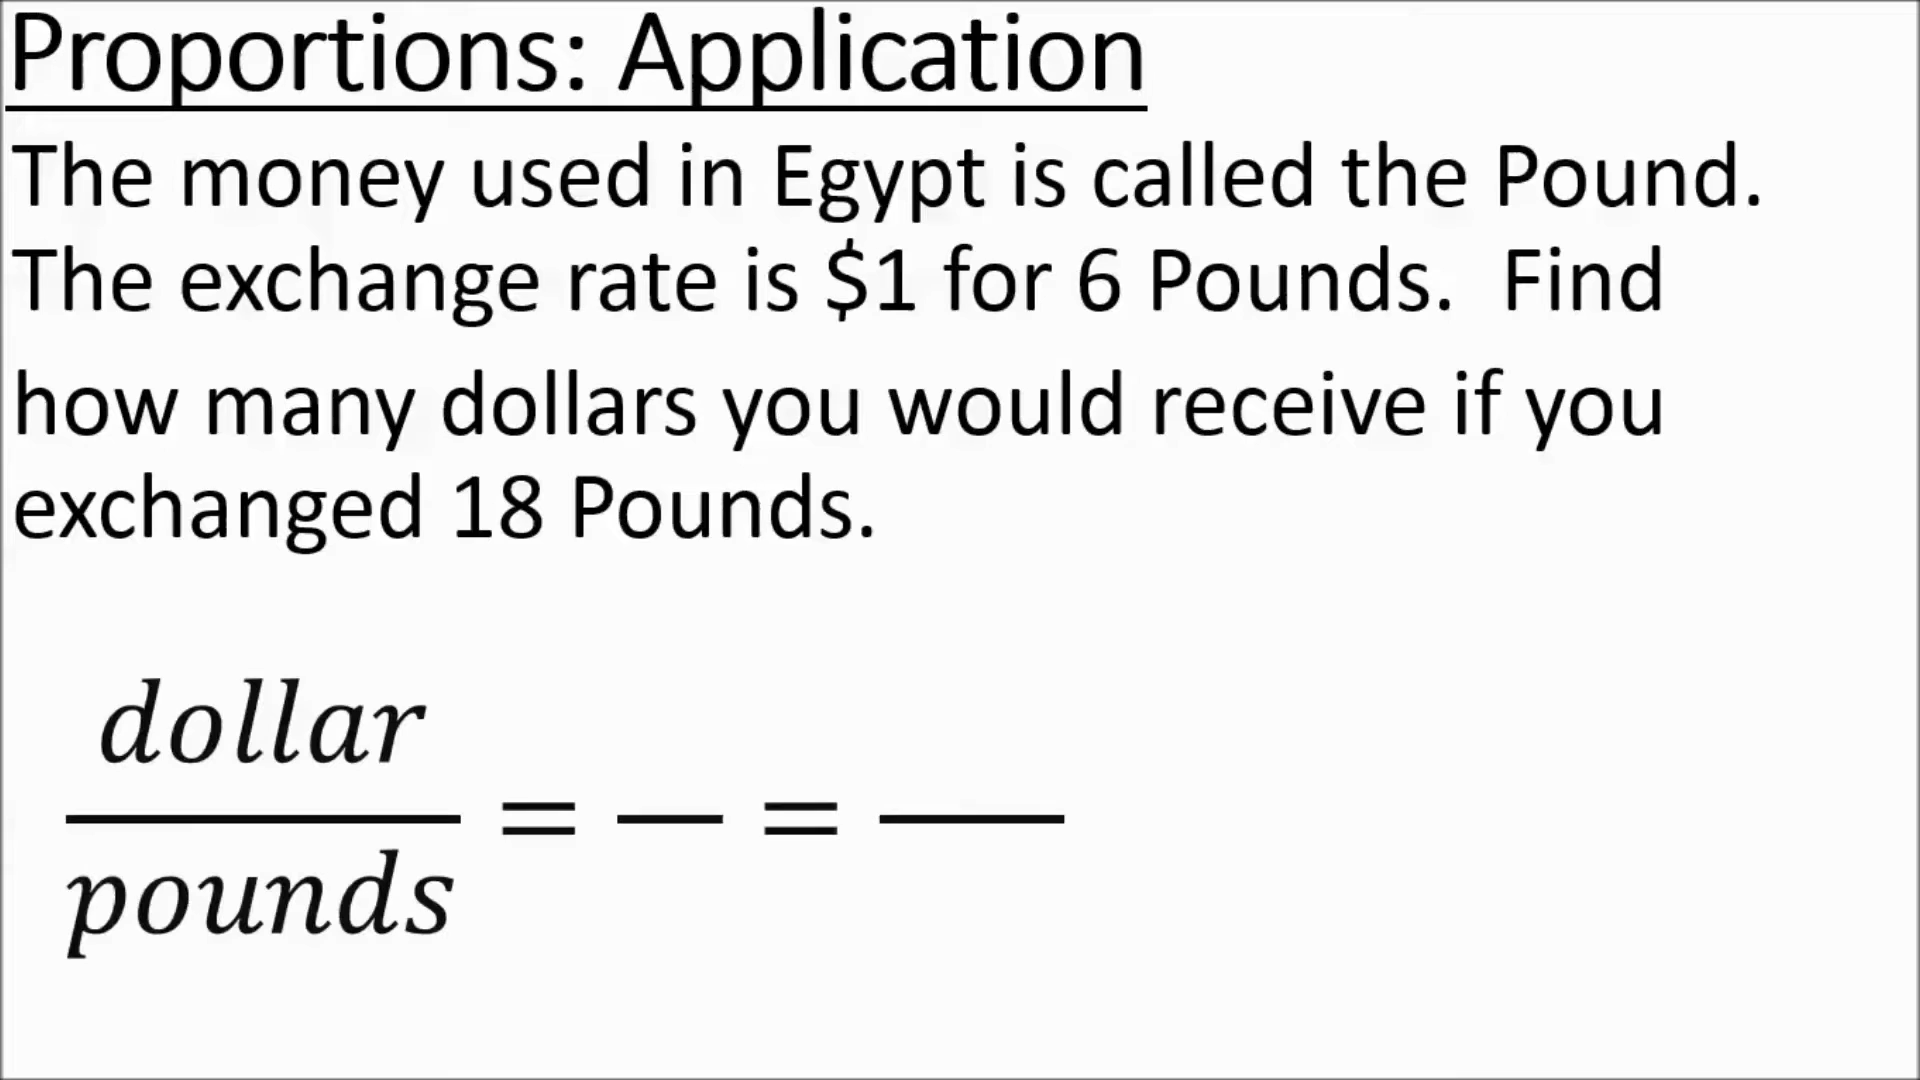 Proportions: Application
The money used in Egypt is called the Pound.
The exchange rate is $1 for 6 Pounds.  Find
how many dollars you would receive if you
exchanged 18 Pounds.
dollar
= — = —
pounds